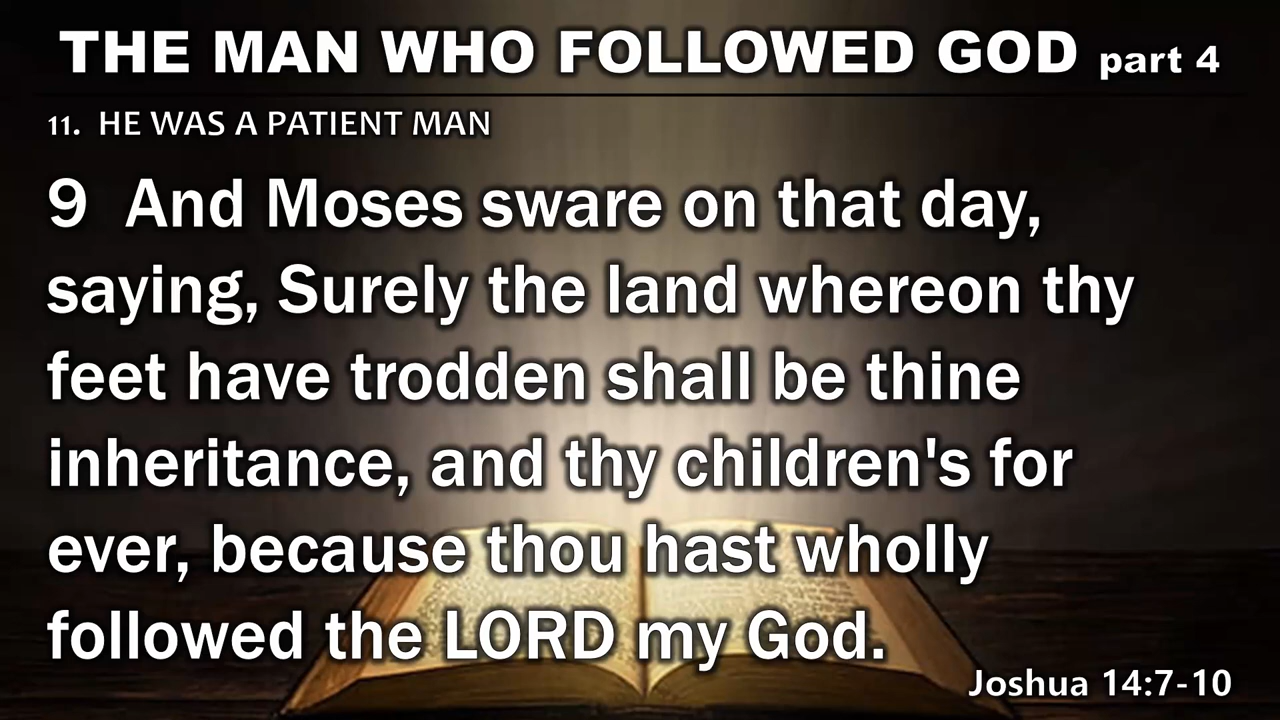 THE MAN WHO FOLLOWED GOD part 4
11. HE WAS A PATIENT MAN
9 And Moses sware on that day,
saying, Surely the land whereon thy
feet have trodden shall be thine
inheritance, and thy children's for
ever, because thou hast wholly
followed the LORD my God.
Joshua 14:7-10